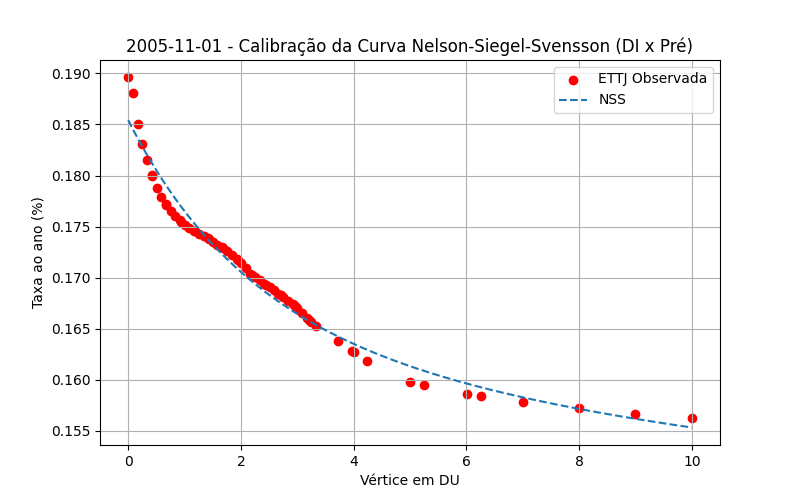 2005-11-01 - Calibração da Curva Nelson-Siegel-Svensson (DI x Pré)
ETTJ Observada
NSS
Taxa ao ano (%)
0.190
0.185
0.180
0.175
0.170
0.165
0.160
0.155
0 2 4 6 8 10
Vértice em DU